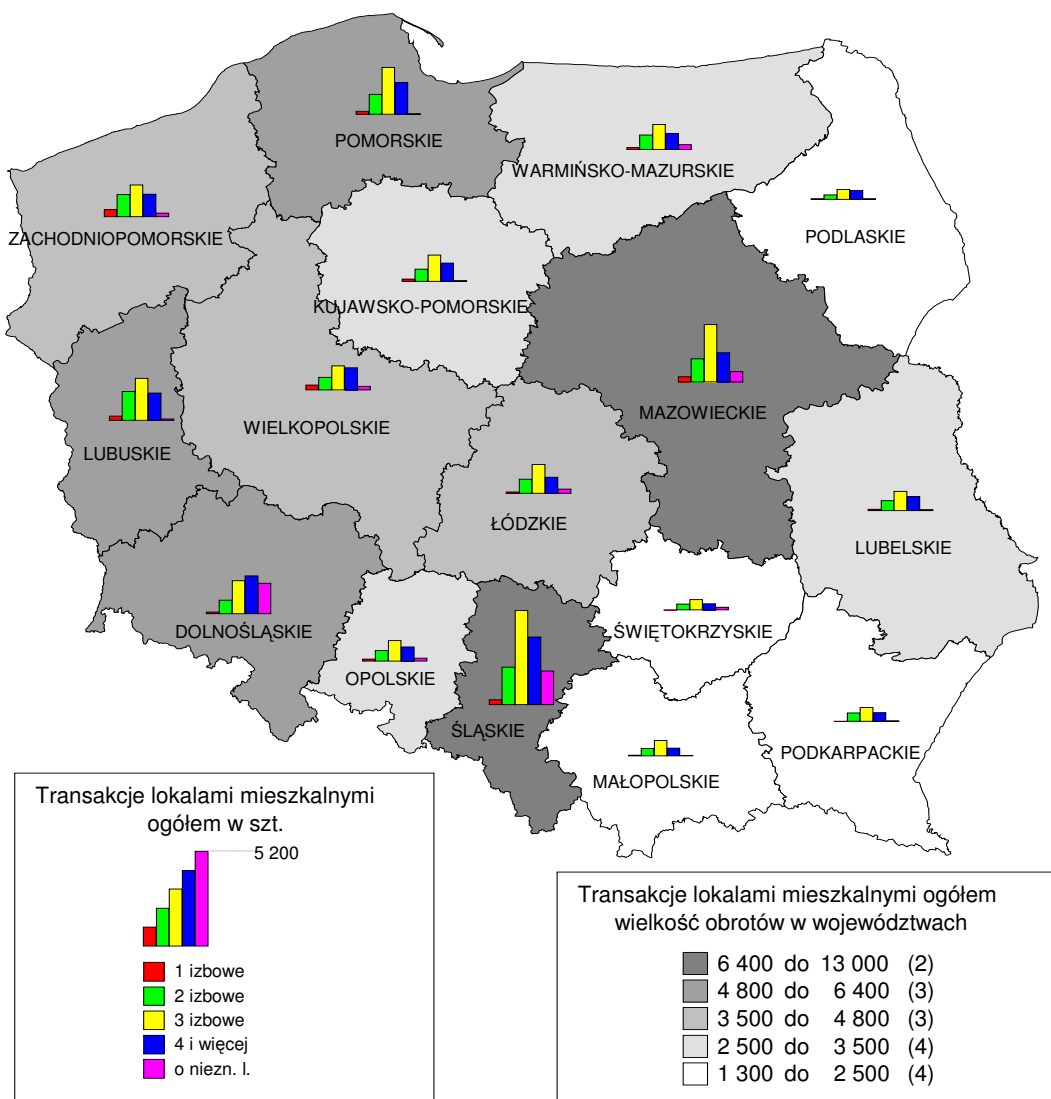 POMORSKIE
WARMIŃSKO-MAZURSKIE
ZACHODNIOPOMORSKIE
PODLASKIE
KUJAWSKO-POMORSKIE
MAZOWIECKIE
WIELKOPOLSKIE
LUBUSKIE
ŁÓDZKIE
LUBELSKIE
DOLNOŚLĄSKIE
ŚWIĘTOKRZYSKIE
OPOLSKIE
ŚLĄSKIE
PODKARPACKIE
MAŁOPOLSKIE
Transakcje lokalami mieszkalnymi
ogółem w szt.
5 200
1 izbowe
2 izbowe
3 izbowe
4 i więcej
o niezn. l.
Transakcje lokalami mieszkalnymi ogółem
wielkość obrotów w województwach
6 400 do 13 000 (2)
4 800 do 6 400 (3)
3 500 do 4 800 (3)
2 500 do 3 500 (4)
1 300 do 2 500 (4)